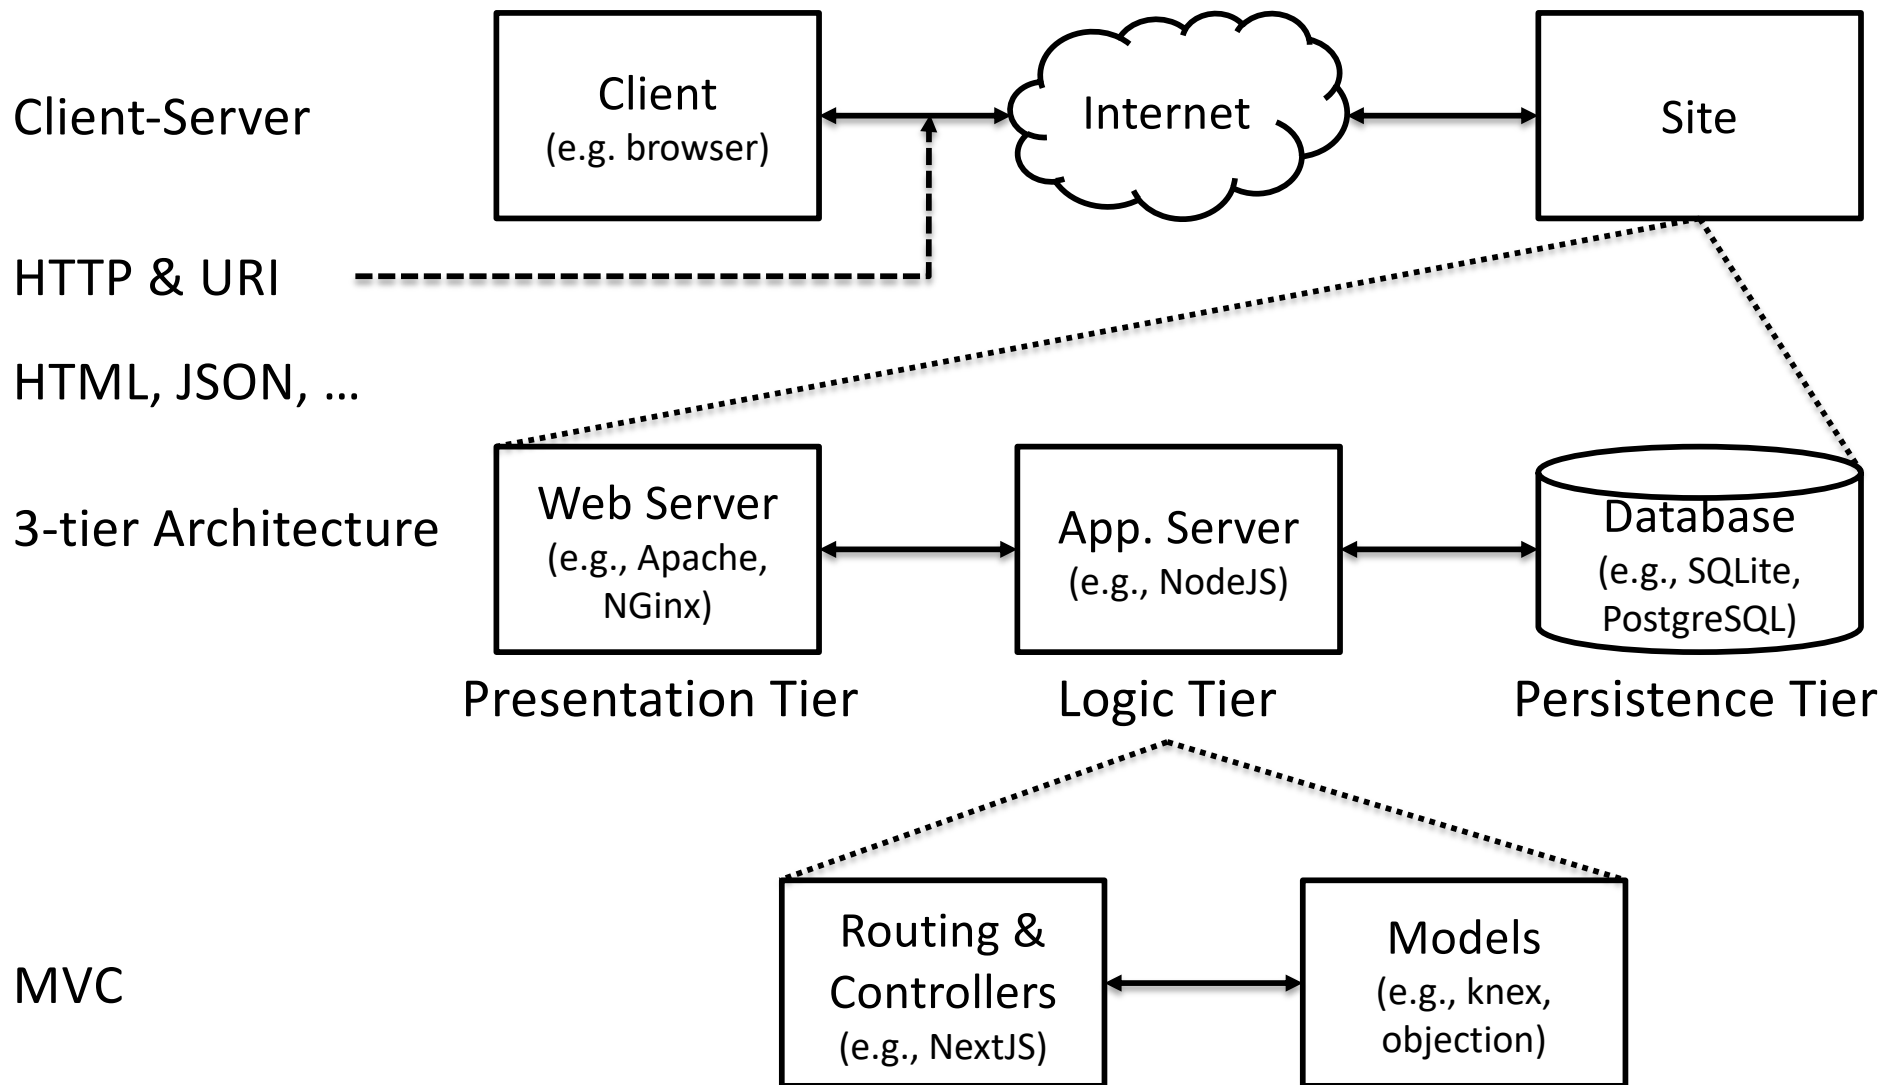 Client-Server
Client
(e.g. browser)
Internet
Site
HTTP & URI
HTML, JSON, …
3-tier Architecture
Web Server
(e.g., Apache,
NGinx)
App. Server
(e.g., NodeJS)
Database
(e.g., SQLite,
PostgreSQL)
Presentation Tier
Logic Tier
Persistence Tier
MVC
Routing &
Controllers
(e.g., NextJS)
Models
(e.g., knex,
objection)